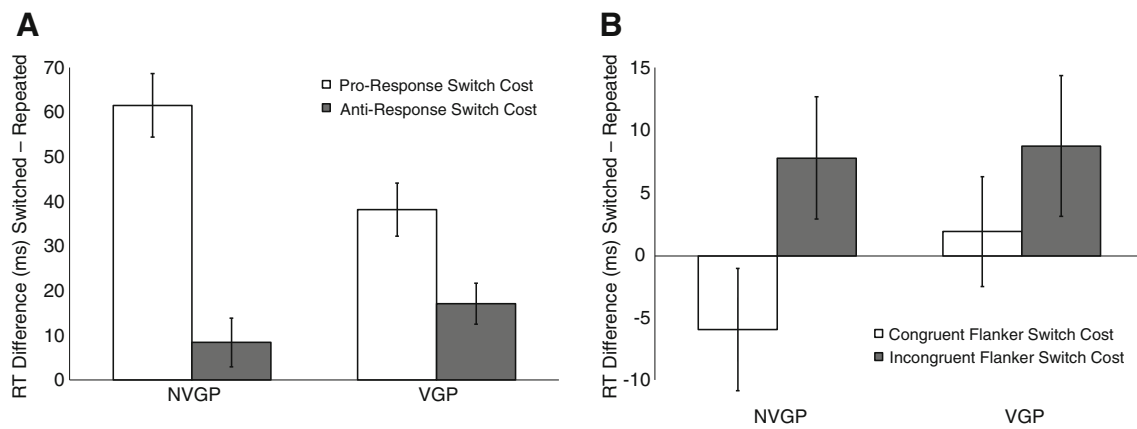 A
RT Difference (ms) Switched – Repeated
70
60
50
40
30
20
10
0
Pro-Response Switch Cost
Anti-Response Switch Cost
NVGP
VGP
B
RT Difference (ms) Switched – Repeated
15
10
5
0
-5
-10
Congruent Flanker Switch Cost
Incongruent Flanker Switch Cost
NVGP
VGP